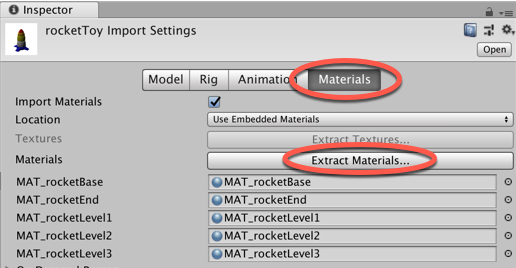 Inspector
rocketToy Import Settings
Open
Model Rig Animation Materials
Import Materials
Location Use Embedded Materials
Textures Extract Textures...
Materials Extract Materials...
MAT_rocketBase MAT_rocketBase
MAT_rocketEnd MAT_rocketEnd
MAT_rocketLevel1 MAT_rocketLevel1
MAT_rocketLevel2 MAT_rocketLevel2
MAT_rocketLevel3 MAT_rocketLevel3